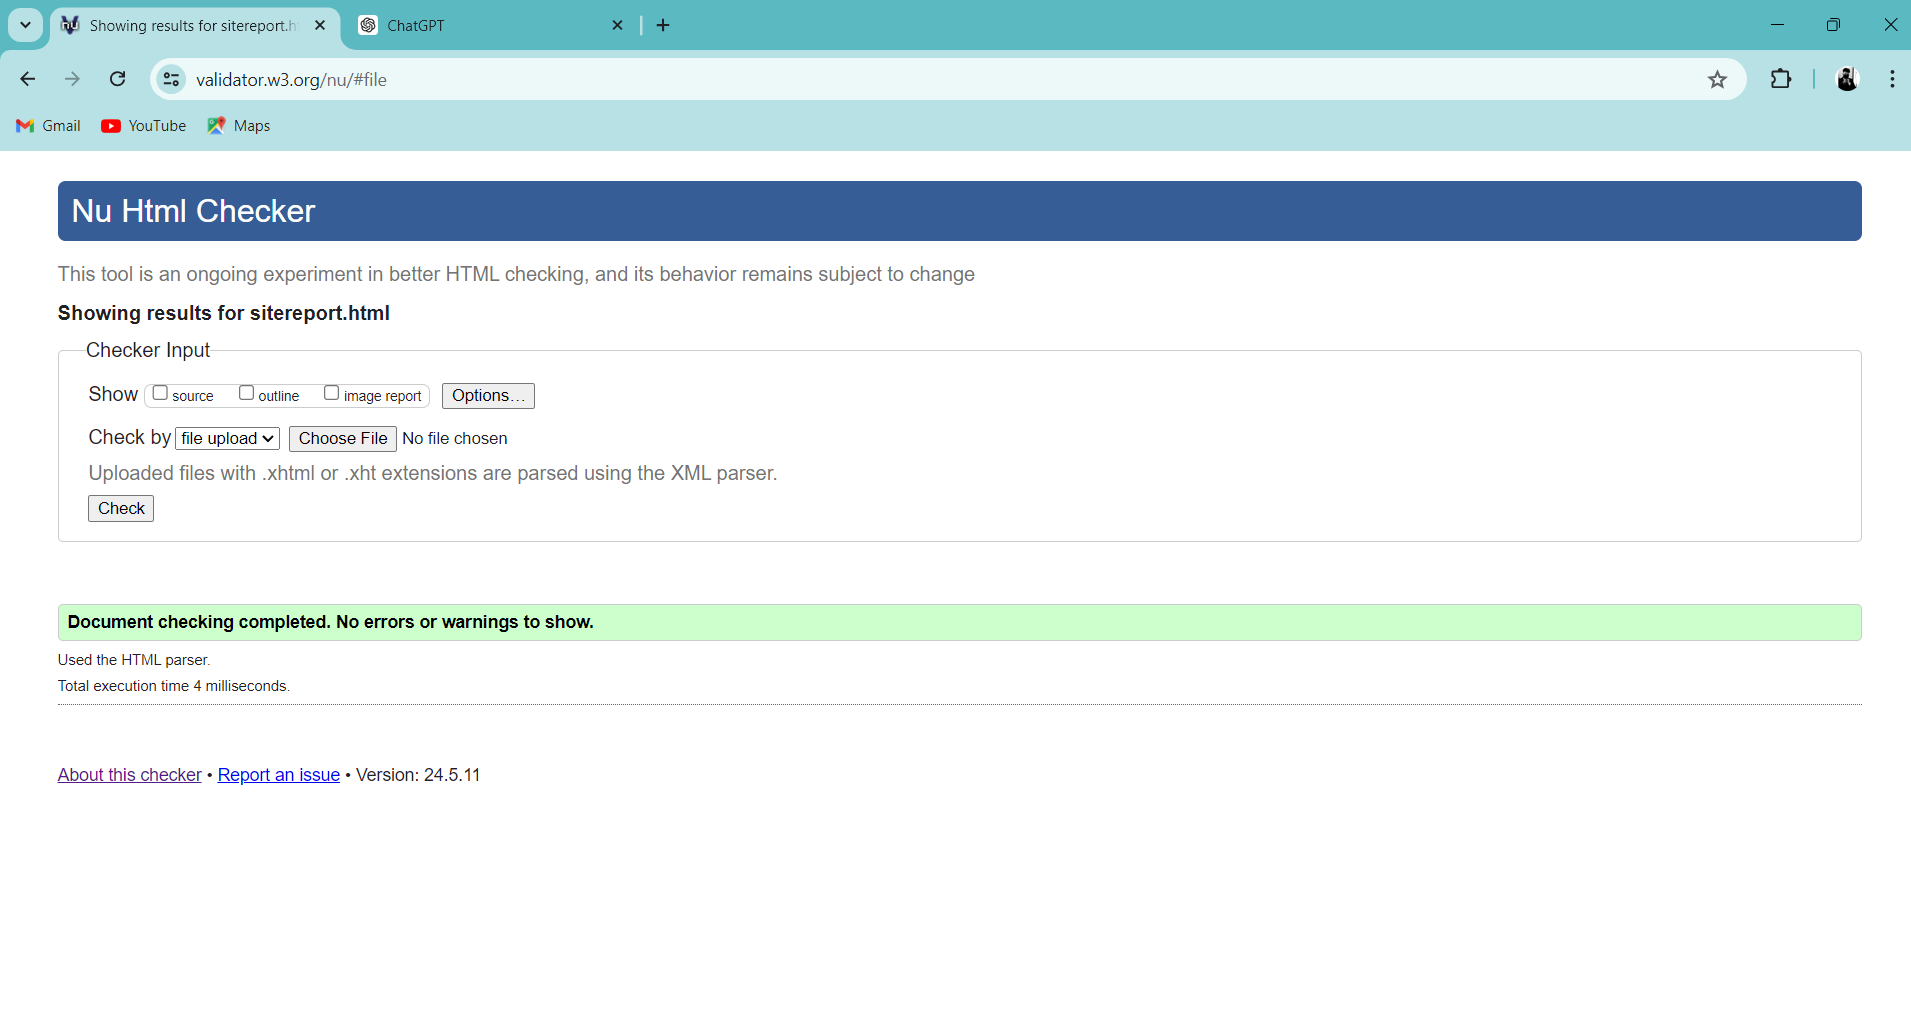 Showing results for sitereport.h
ChatGPT
validator.w3.org/nu/#file
Gmail YouTube Maps
Nu Html Checker
This tool is an ongoing experiment in better HTML checking, and its behavior remains subject to change
Showing results for sitereport.html
Checker Input
Show source outline image report Options…
Check by file upload Choose File No file chosen
Uploaded files with .xhtml or .xht extensions are parsed using the XML parser.
Check
Document checking completed. No errors or warnings to show.
Used the HTML parser.
Total execution time 4 milliseconds.
About this checker • Report an issue • Version: 24.5.11